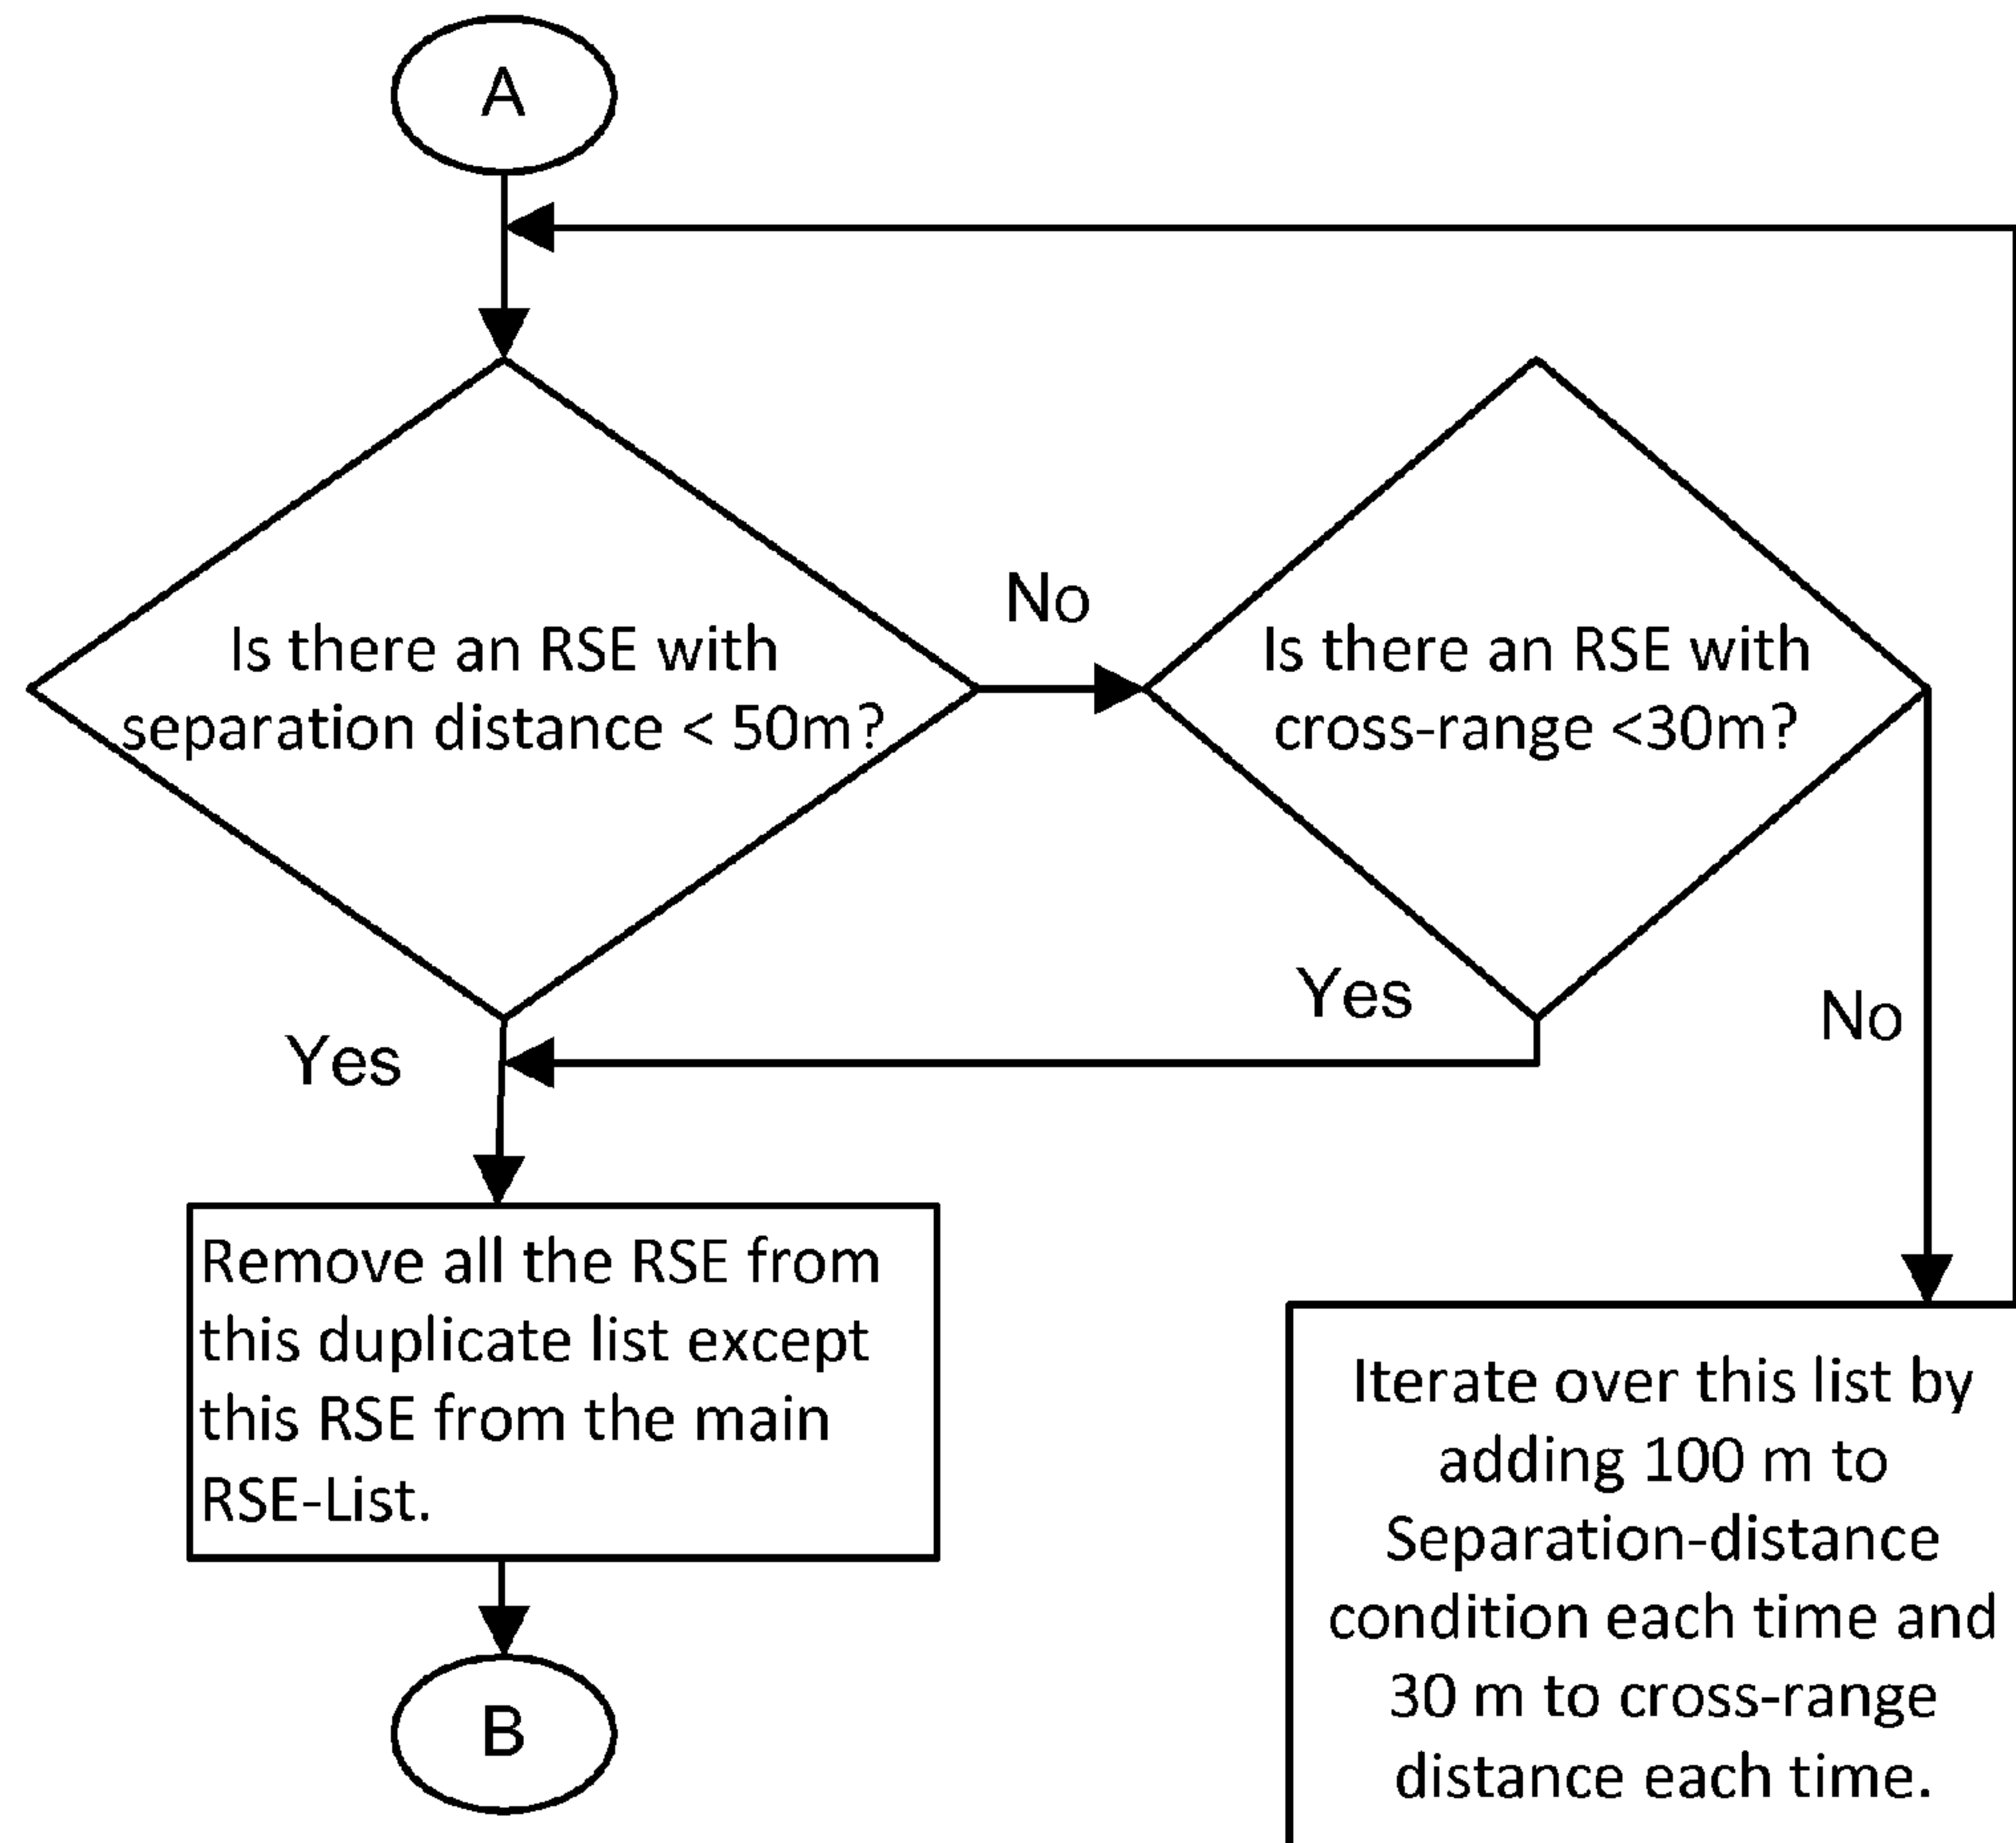 A
Is there an RSE with
separation distance < 50m?
No
Is there an RSE with
cross-range <30m?
Yes
Yes
No
Remove all the RSE from
this duplicate list except
this RSE from the main
RSE-List.
Iterate over this list by
adding 100 m to
Separation-distance
condition each time and
30 m to cross-range
distance each time.
B